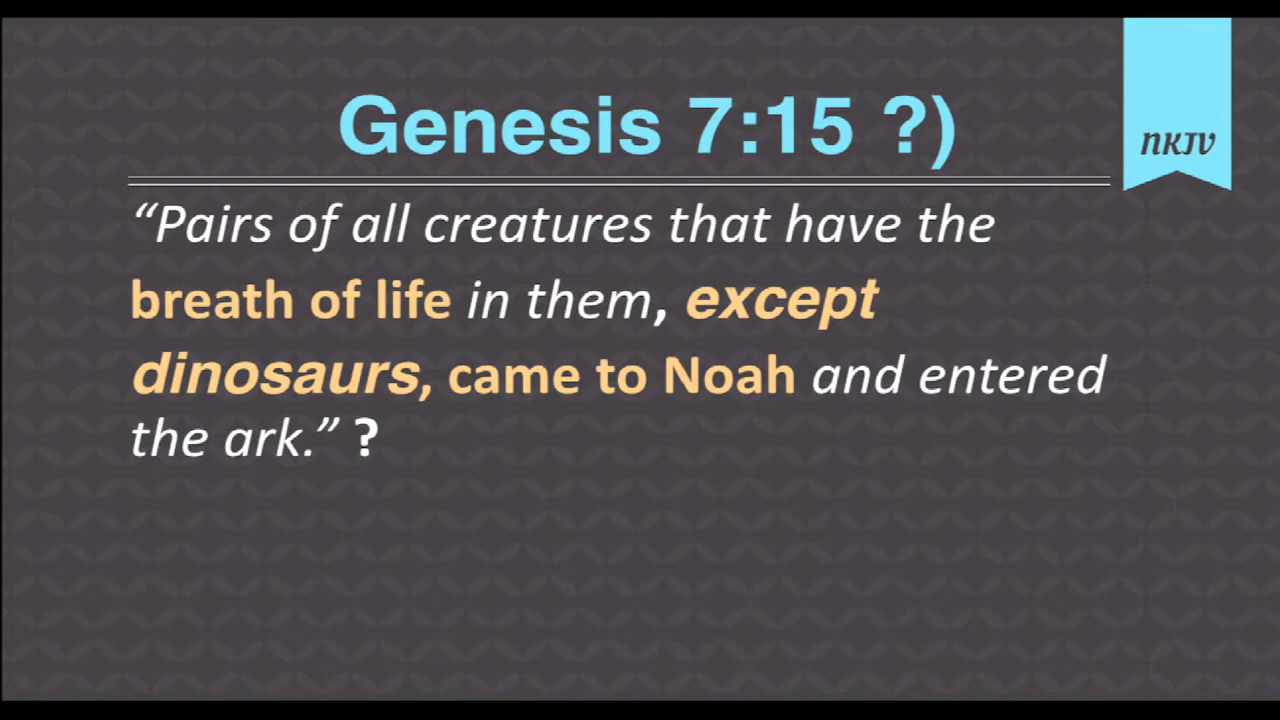 Genesis 7:15 ?)
NKJV
“Pairs of all creatures that have the
breath of life in them, except
dinosaurs, came to Noah and entered
the ark.” ?